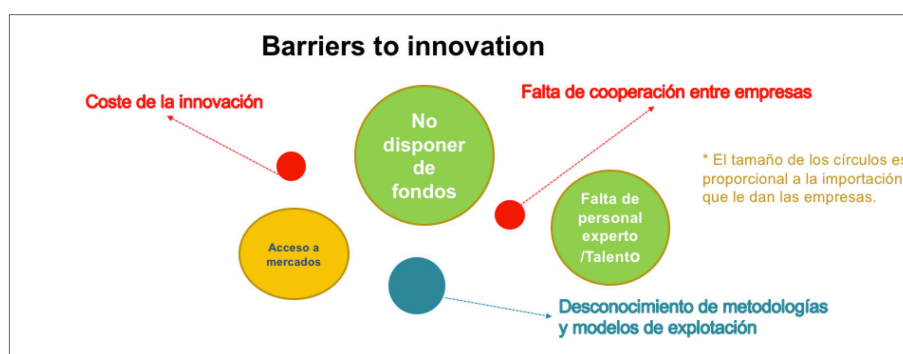 Barriers to innovation
Coste de la innovación
Falta de cooperación entre empresas
No
disponer
de
fondos
* El tamaño de los círculos es
proporcional a la importación
que le dan las empresas.
Falta de
personal
experto
/Talento
Acceso a
mercados
Desconocimiento de metodologías
y modelos de explotación